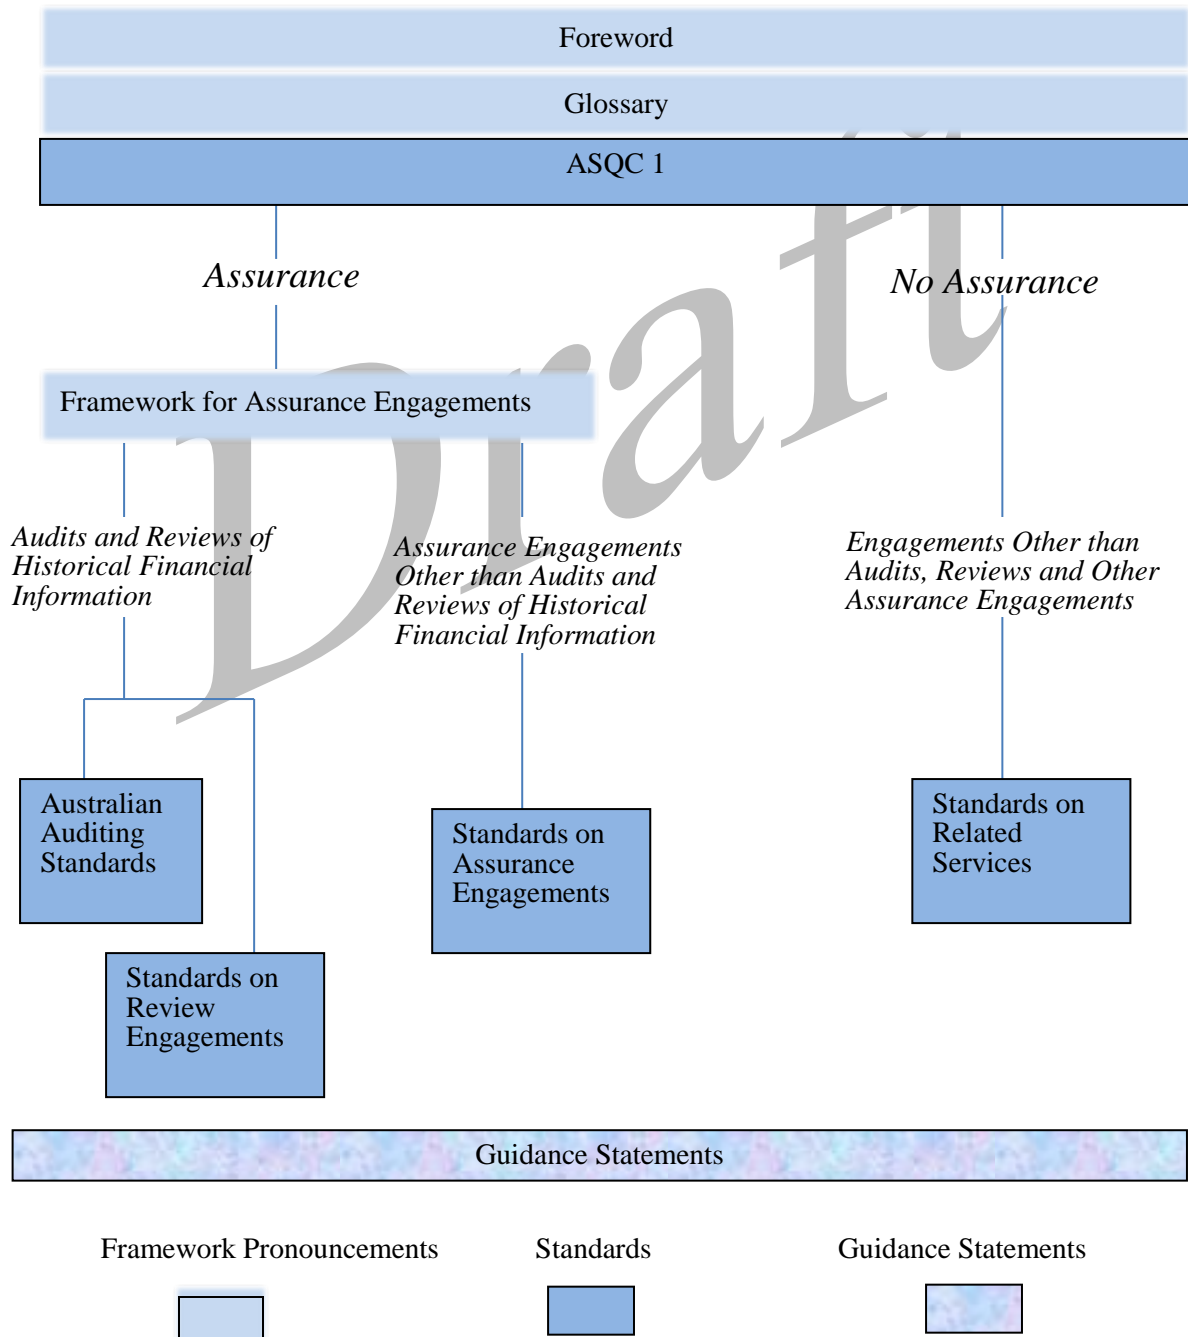 Foreword
Glossary
ASQC 1
Assurance
No Assurance
Draft
Framework for Assurance Engagements
Audits and Reviews of
Historical Financial
Information
Assurance Engagements
Other than Audits and
Reviews of Historical
Financial Information
Engagements Other than
Audits, Reviews and Other
Assurance Engagements
Australian
Auditing
Standards
Standards on
Review
Engagements
Standards on
Assurance
Engagements
Standards on
Related
Services
Guidance Statements
Framework Pronouncements
Standards
Guidance Statements